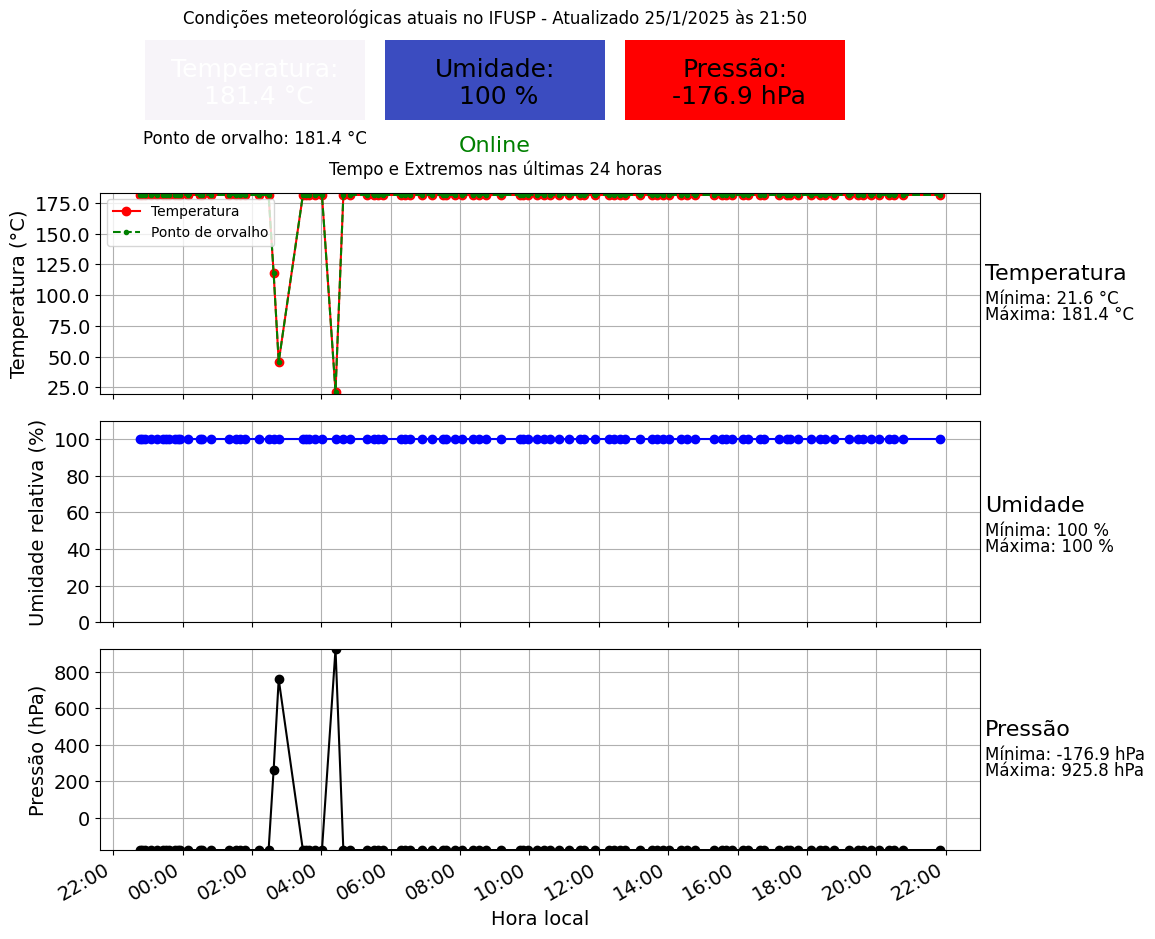 Condições meteorológicas atuais no IFUSP - Atualizado 25/1/2025 às 21:50
Temperatura:
181.4 °C
Umidade:
100 %
Pressão:
-176.9 hPa
Ponto de orvalho: 181.4 °C
Online
Tempo e Extremos nas últimas 24 horas
Temperatura (°C)
175.0
150.0
125.0
100.0
75.0
50.0
25.0
Temperatura
Ponto de orvalho
Temperatura
Mínima: 21.6 °C
Máxima: 181.4 °C
Umidade relativa (%)
100
80
60
40
20
0
Umidade
Mínima: 100 %
Máxima: 100 %
Pressão (hPa)
800
600
400
200
0
Pressão
Mínima: -176.9 hPa
Máxima: 925.8 hPa
22:00
00:00
02:00
04:00
06:00
08:00
10:00
12:00
14:00
16:00
18:00
20:00
22:00
Hora local